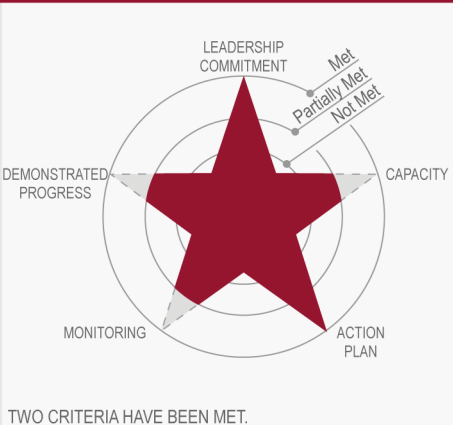 LEADERSHIP
COMMITMENT
Met
Partially Met
Not Met
DEMONSTRATED
PROGRESS
CAPACITY
MONITORING
ACTION
PLAN
TWO CRITERIA HAVE BEEN MET.